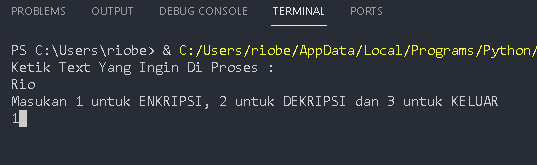 PROBLEMS OUTPUT DEBUG CONSOLE TERMINAL PORTS
PS C:\Users\riobe> & C:/Users/riobe/AppData/Local/Programs/Python/
Ketik Text Yang Ingin Di Proses :
Rio
Masukan 1 untuk ENKRIPSI, 2 untuk DEKRIPSI dan 3 untuk KELUAR
1